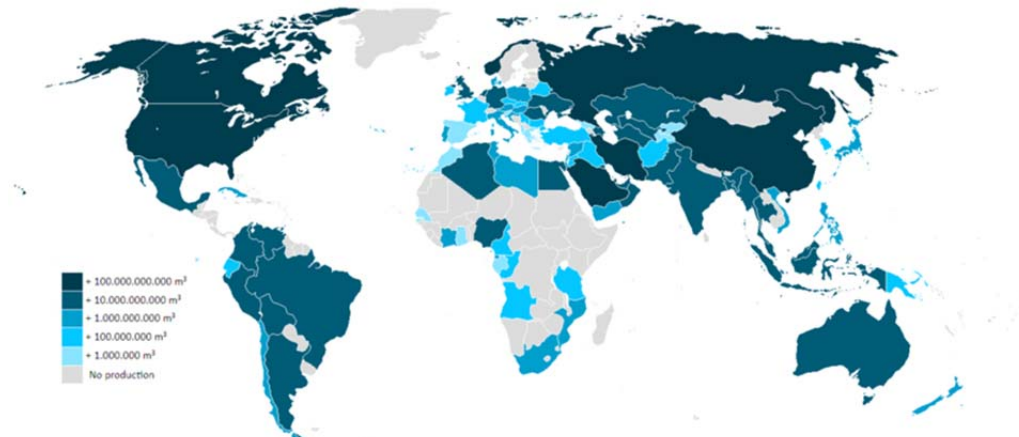 + 100.000.000.000 m³
+ 10.000.000.000 m³
+ 1.000.000.000 m³
+ 100.000.000 m³
+ 1.000.000 m³
No production